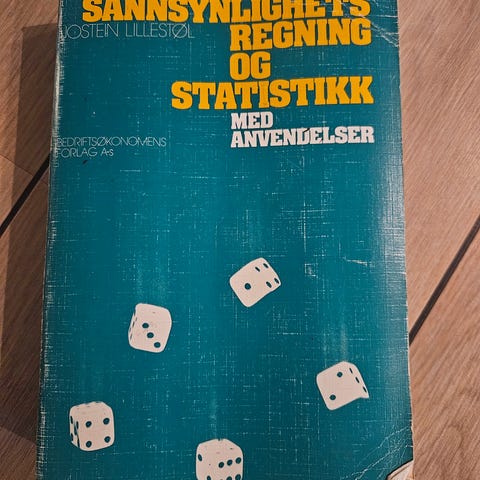 SANNSYNLIGHETS
JOSTEIN LILLESTØL
REGNING
OG
STATISTIKK
MED
ANVENDELSER
BEDRIFTSØKONOMENS
FORLAG A·s